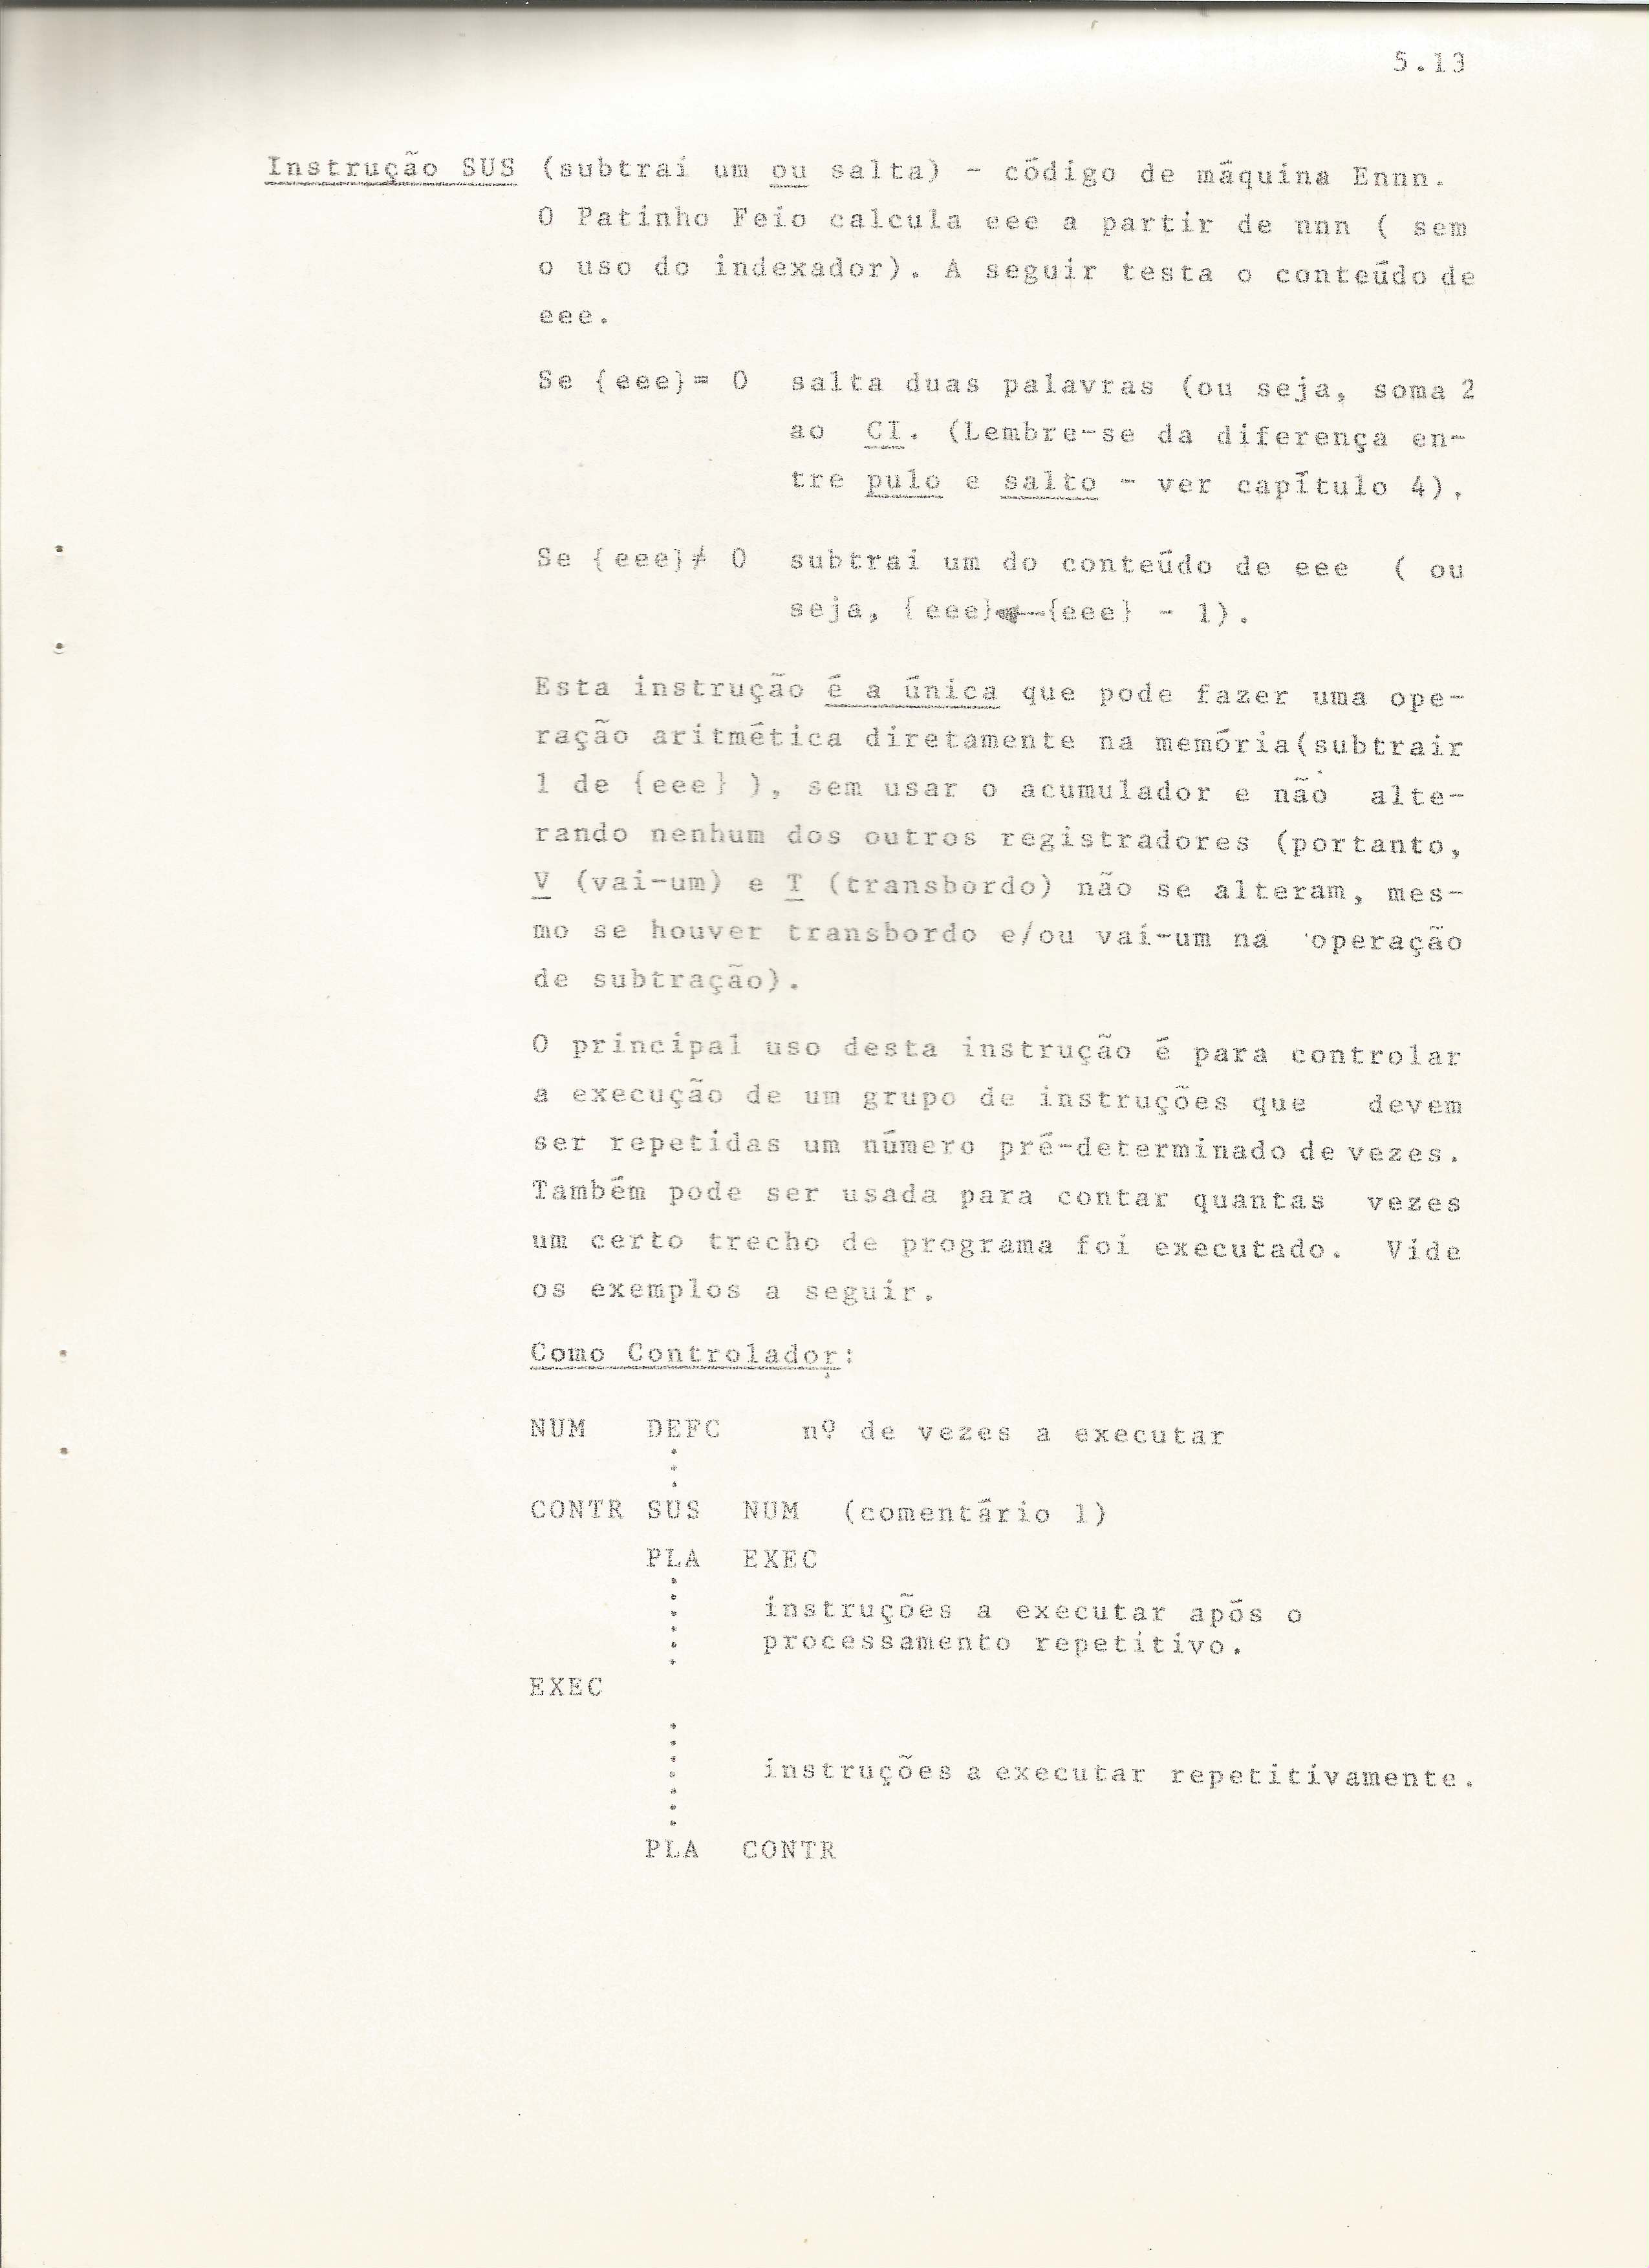 5.13
Instrução SUS (subtrai um ou salta) - código de máquina Ennn.
O Patinho Feio calcula eee a partir de nnn ( sem
o uso do indexador). A seguir testa o conteúdo de
eee.
Se {eee}= 0 salta duas palavras (ou seja, soma 2
ao CI. (Lembre-se da diferença en-
tre pulo e salto - ver capítulo 4).
Se {eee}≠ 0 subtrai um do conteúdo de eee ( ou
seja, {eee}←{eee} - 1).
Esta instrução é a única que pode fazer uma ope-
ração aritmética diretamente na memória(subtrair
1 de {eee} ), sem usar o acumulador e não alte-
rando nenhum dos outros registradores (portanto,
V (vai-um) e T (transbordo) não se alteram, mes-
mo se houver transbordo e/ou vai-um na operação
de subtração).
O principal uso desta instrução é para controlar
a execução de um grupo de instruções que devem
ser repetidas um número pré-determinado de vezes.
Também pode ser usada para contar quantas vezes
um certo trecho de programa foi executado. Vide
os exemplos a seguir.
Como Controlador:
NUM DEFC nº de vezes a executar
CONTR SUS NUM (comentário 1)
PLA EXEC
instruções a executar após o
processamento repetitivo.
EXEC
instruções a executar repetitivamente.
PLA CONTR